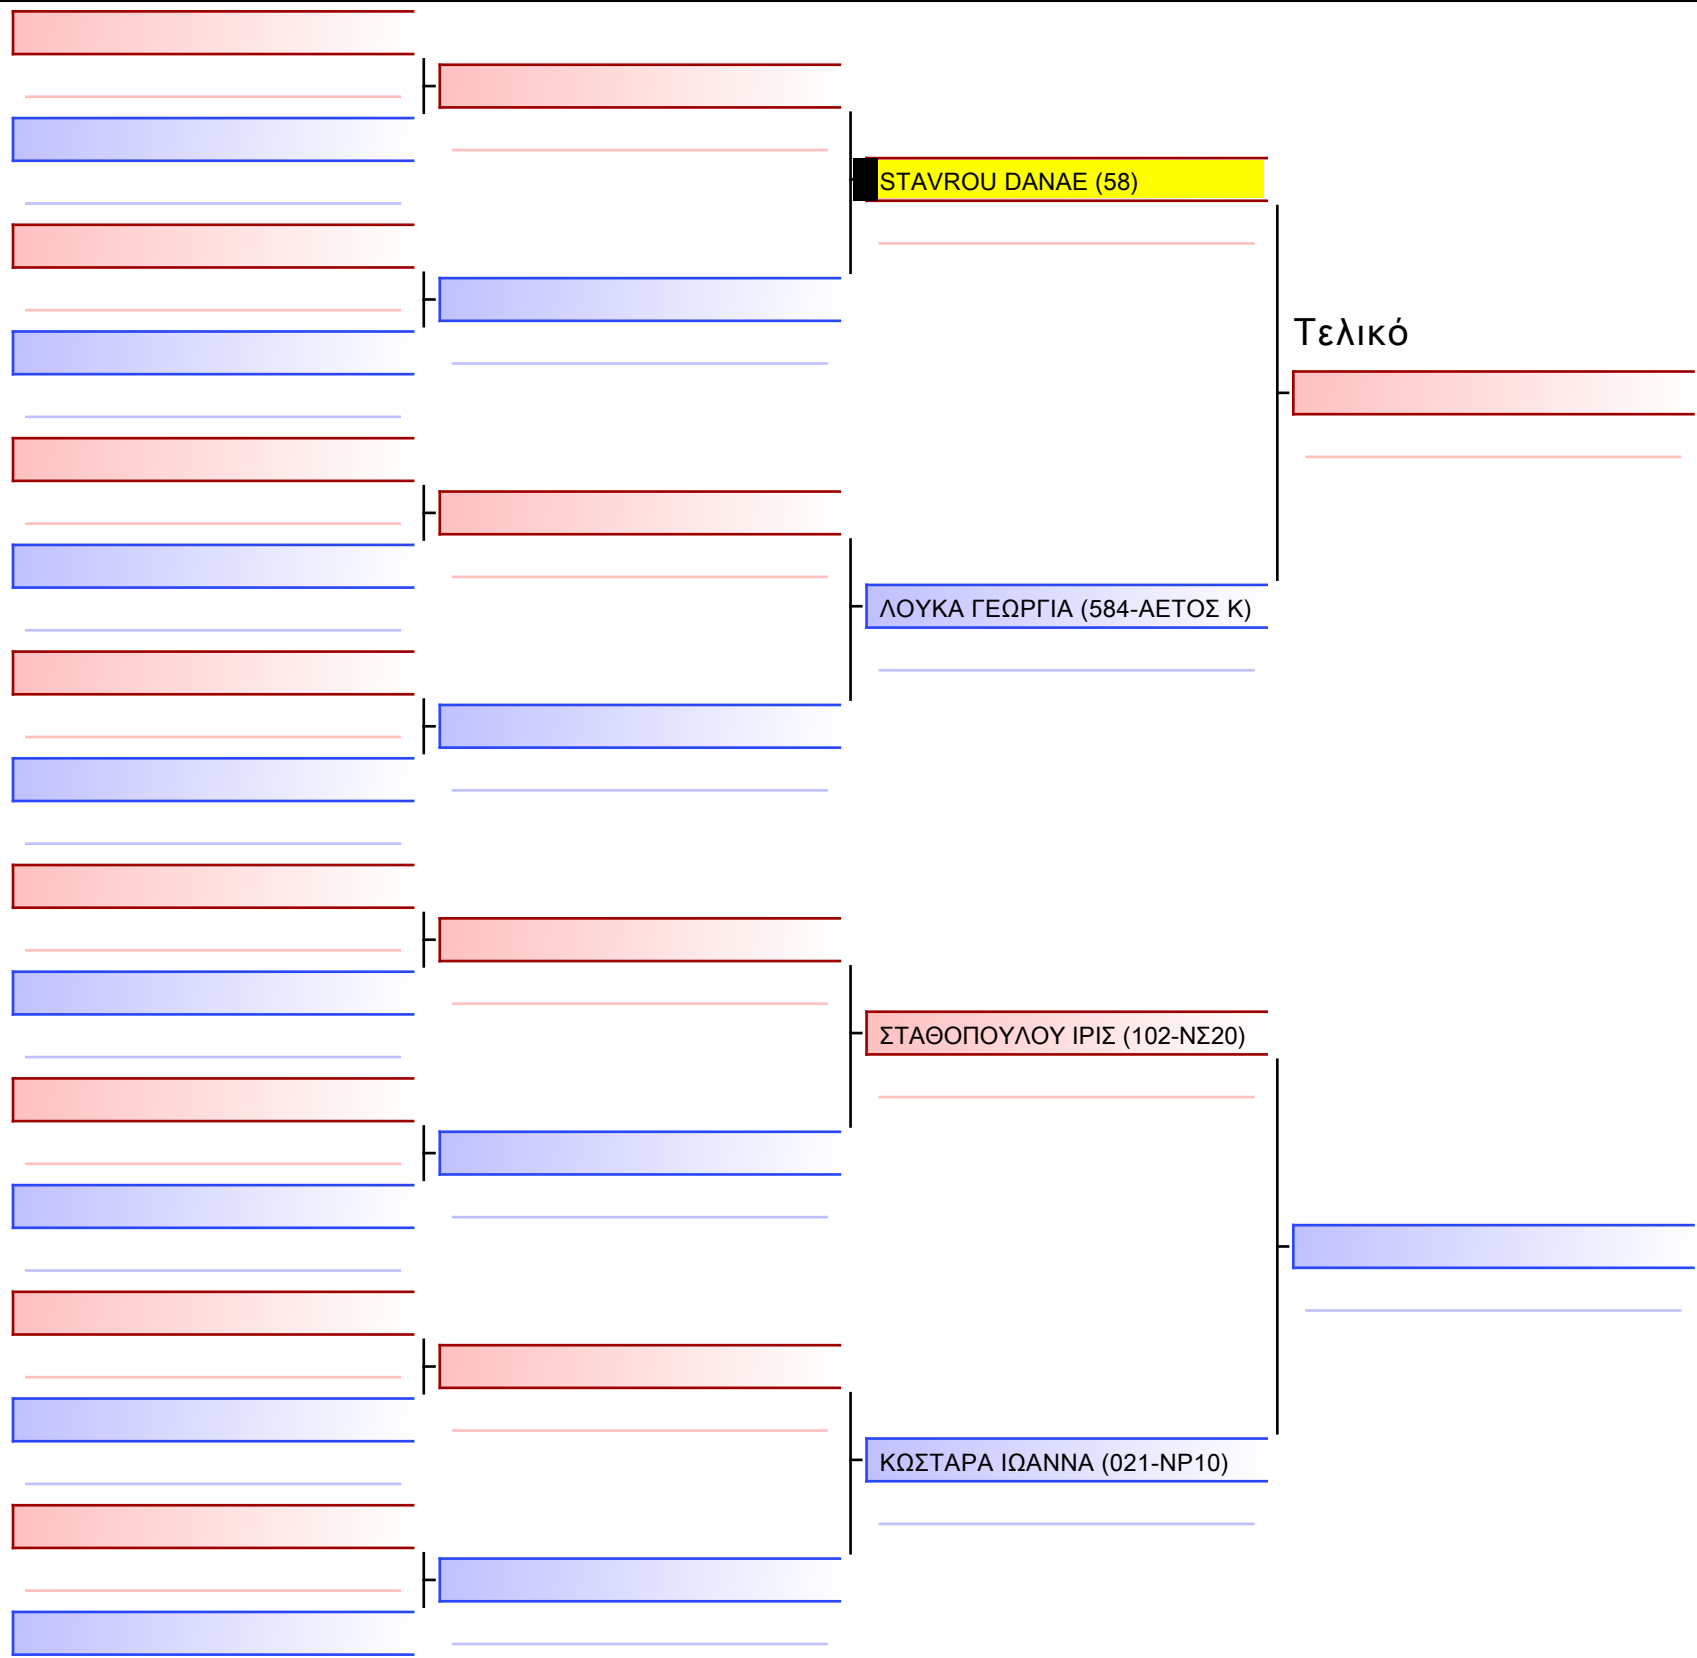 STAVROU DANAE (58)
Τελικό
ΛΟΥΚΑ ΓΕΩΡΓΙΑ (584-ΑΕΤΟΣ Κ)
ΣΤΑΘΟΠΟΥΛΟΥ ΙΡΙΣ (102-ΝΣ20)
ΚΩΣΤΑΡΑ ΙΩΑΝΝΑ (021-ΝΡ10)